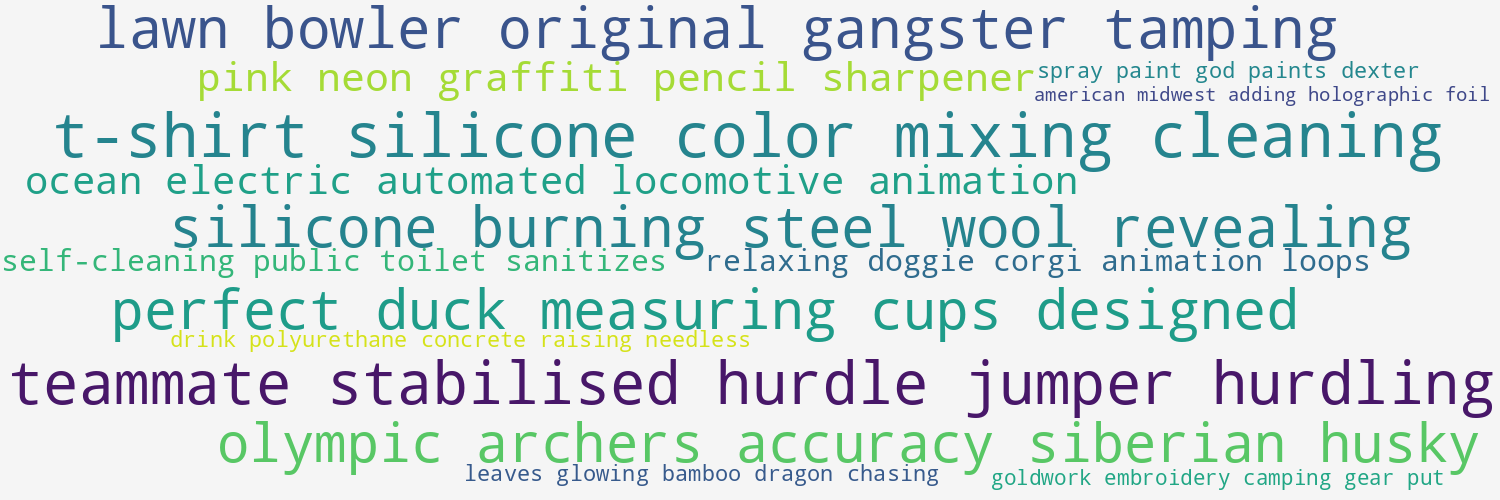 lawn bowler original gangster tamping
pink neon graffiti pencil sharpener
spray paint god paints dexter
american midwest adding holographic foil
t-shirt silicone color mixing cleaning
ocean electric automated locomotive animation
silicone burning steel wool revealing
self-cleaning public toilet sanitizes
relaxing doggie corgi animation loops
perfect duck measuring cups designed
drink polyurethane concrete raising needless
teammate stabilised hurdle jumper hurdling
olympic archers accuracy siberian husky
leaves glowing bamboo dragon chasing
goldwork embroidery camping gear put